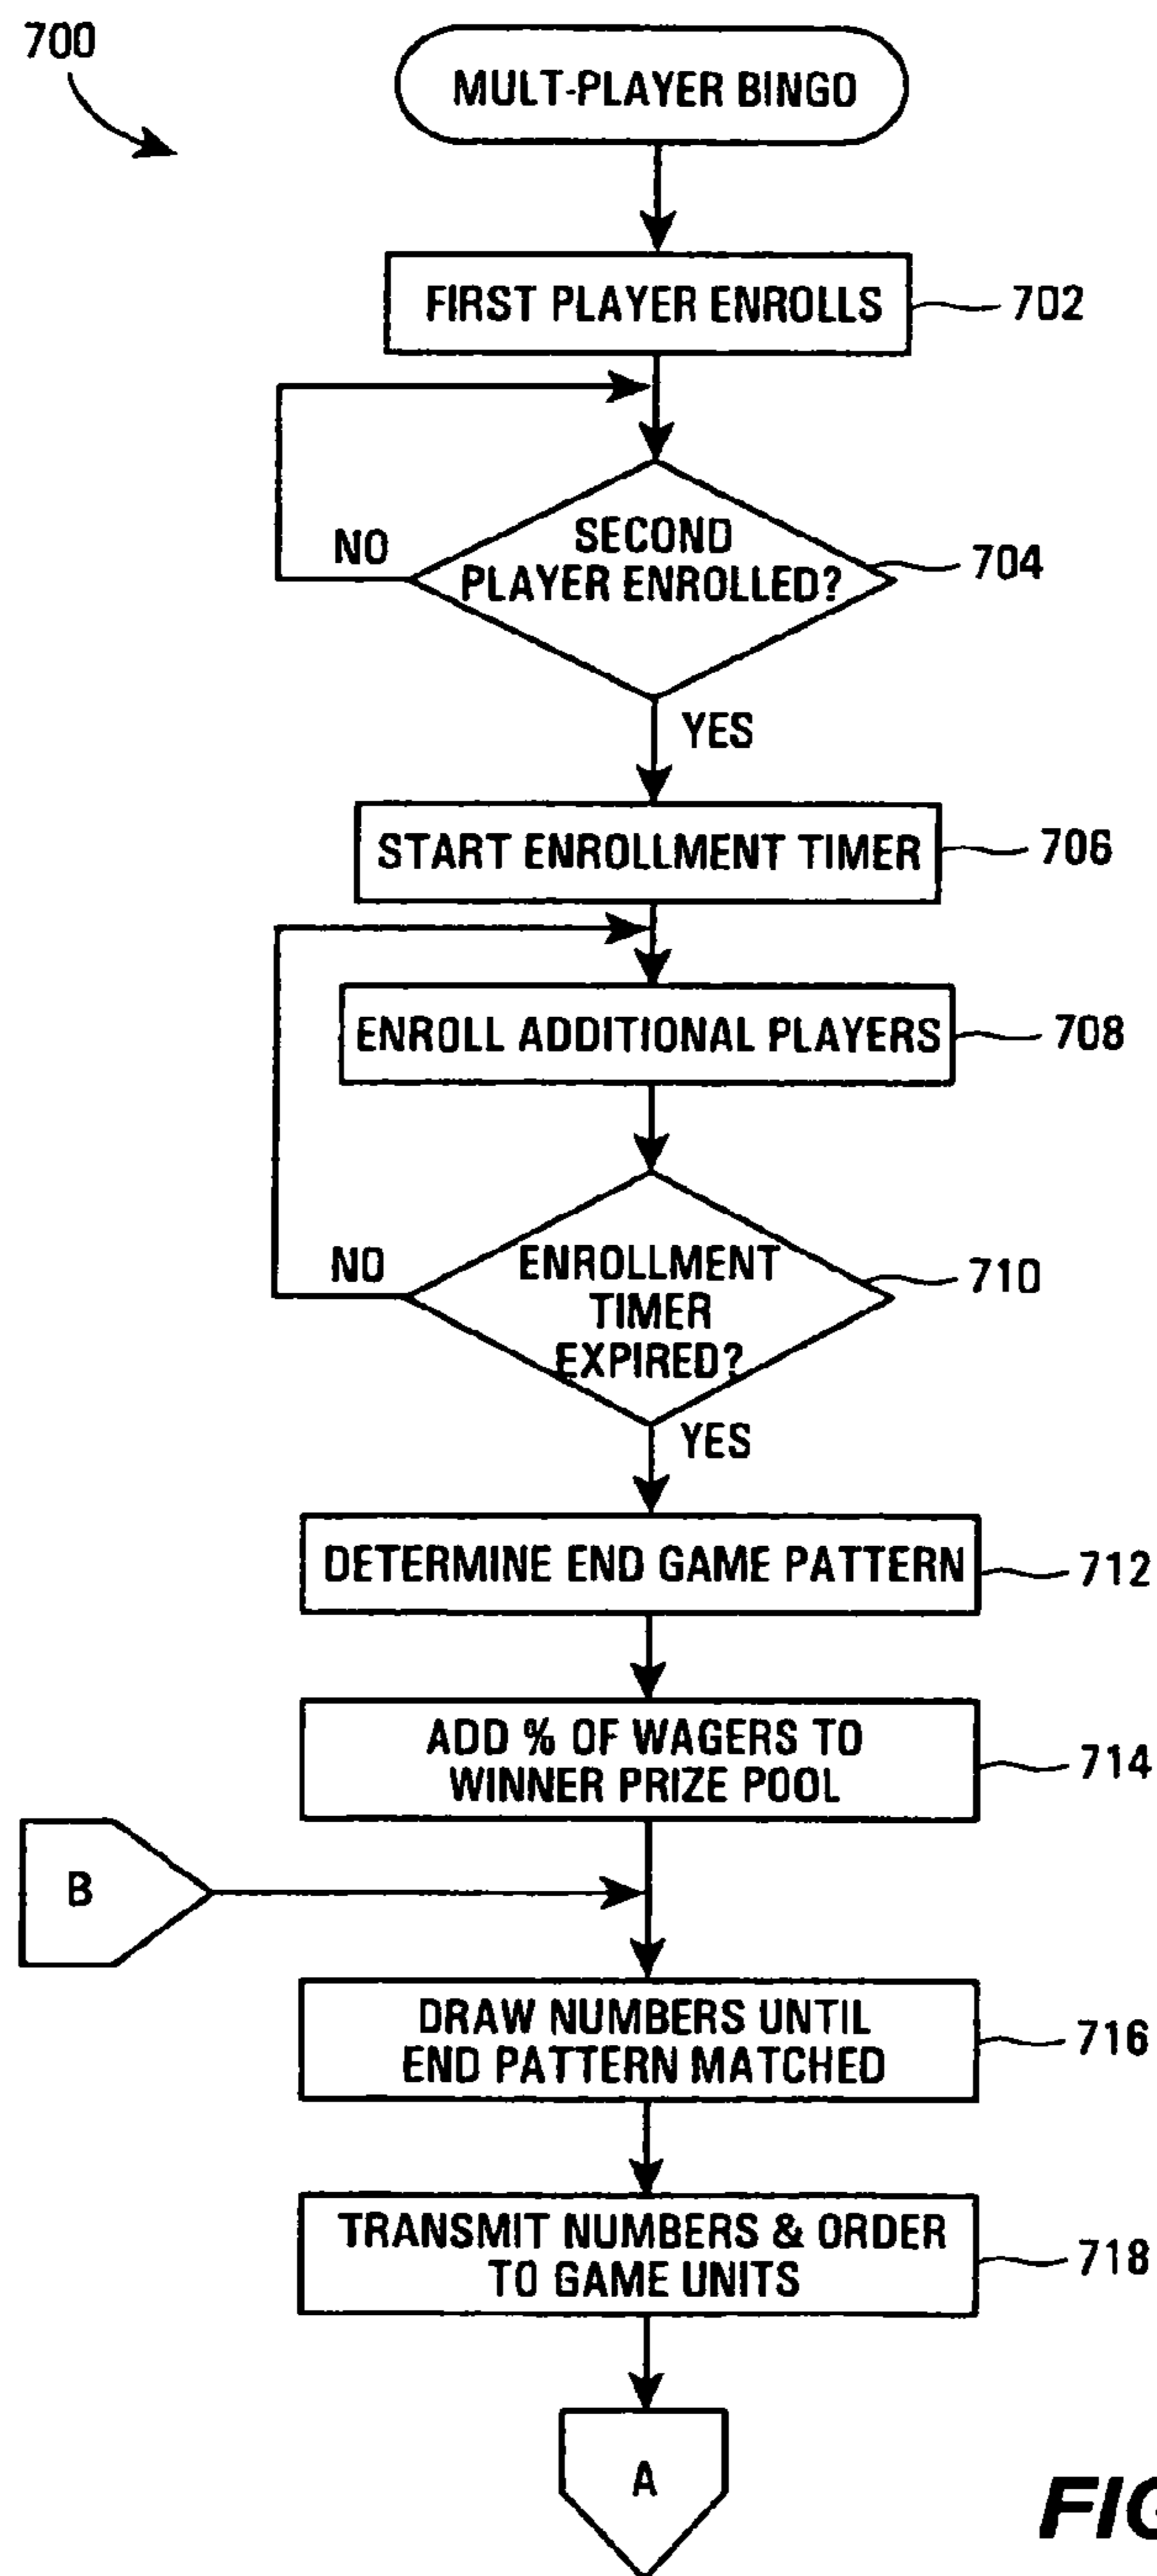 700
MULT-PLAYER BINGO
FIRST PLAYER ENROLLS
702
NO
SECOND
PLAYER ENROLLED?
704
YES
START ENROLLMENT TIMER
706
ENROLL ADDITIONAL PLAYERS
708
NO
ENROLLMENT
TIMER
EXPIRED?
710
YES
DETERMINE END GAME PATTERN
712
ADD % OF WAGERS TO
WINNER PRIZE POOL
714
B
DRAW NUMBERS UNTIL
END PATTERN MATCHED
716
TRANSMIT NUMBERS & ORDER
TO GAME UNITS
718
A
FIG